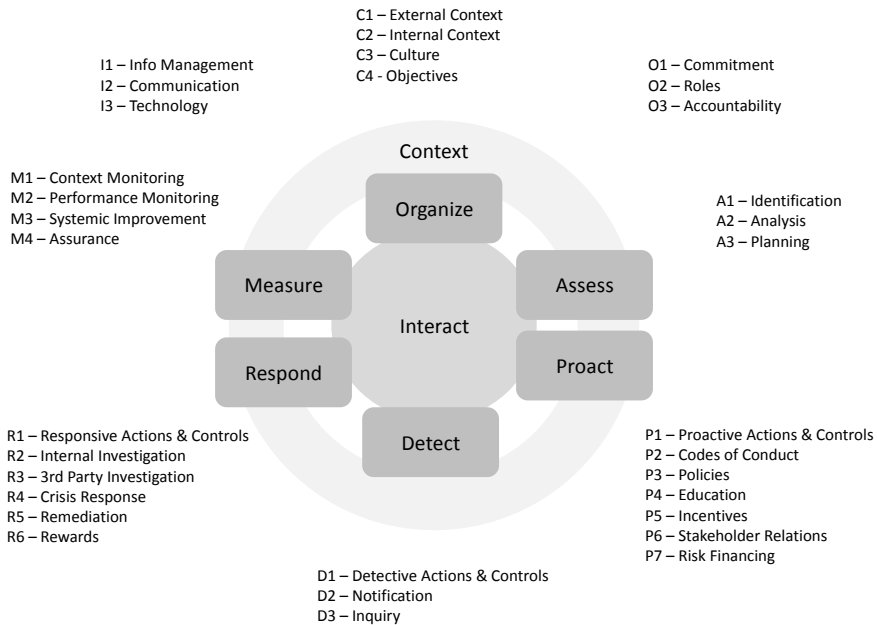 C1 – External Context
C2 – Internal Context
C3 – Culture
C4 - Objectives
I1 – Info Management
I2 – Communication
I3 – Technology
O1 – Commitment
O2 – Roles
O3 – Accountability
M1 – Context Monitoring
M2 – Performance Monitoring
M3 – Systemic Improvement
M4 – Assurance
A1 – Identification
A2 – Analysis
A3 – Planning
Context
Organize
Measure
Assess
Interact
Respond
Proact
Detect
R1 – Responsive Actions & Controls
R2 – Internal Investigation
R3 – 3rd Party Investigation
R4 – Crisis Response
R5 – Remediation
R6 – Rewards
P1 – Proactive Actions & Controls
P2 – Codes of Conduct
P3 – Policies
P4 – Education
P5 – Incentives
P6 – Stakeholder Relations
P7 – Risk Financing
D1 – Detective Actions & Controls
D2 – Notification
D3 – Inquiry